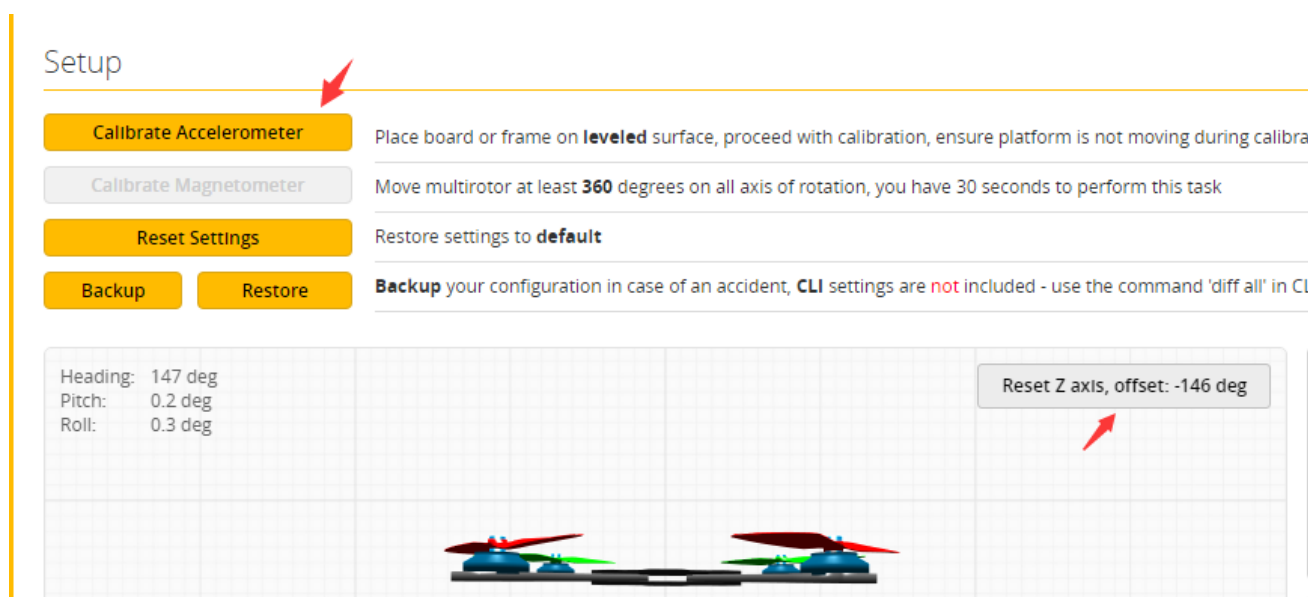 Setup
Calibrate Accelerometer
Place board or frame on leveled surface, proceed with calibration, ensure platform is not moving during calibra
Calibrate Magnetometer
Move multirotor at least 360 degrees on all axis of rotation, you have 30 seconds to perform this task
Reset Settings
Restore settings to default
Backup
Restore
Backup your configuration in case of an accident, CLI settings are not included - use the command 'diff all' in CL
Heading: 147 deg
Pitch: 0.2 deg
Roll: 0.3 deg
Reset Z axis, offset: -146 deg